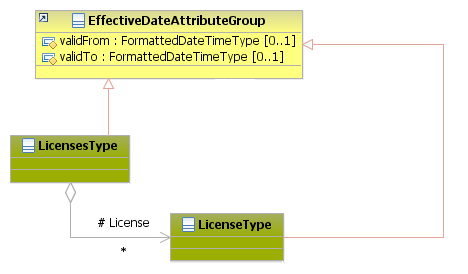 EffectiveDateAttributeGroup
validFrom : FormattedDateTimeType [0..1]
validTo : FormattedDateTimeType [0..1]
LicensesType
# License
*
LicenseType